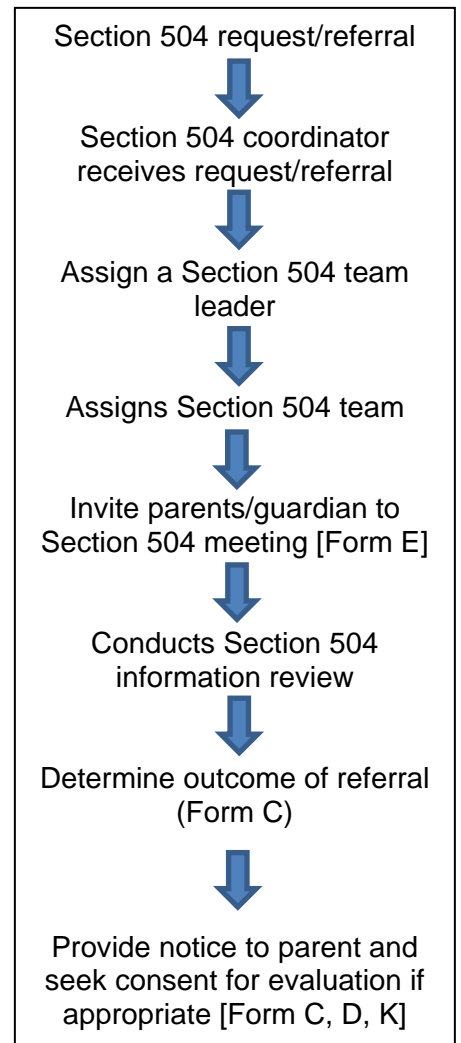 Section 504 request/referral
Section 504 coordinator
receives request/referral
Assign a Section 504 team
leader
Assigns Section 504 team
Invite parents/guardian to
Section 504 meeting [Form E]
Conducts Section 504
information review
Determine outcome of referral
(Form C)
Provide notice to parent and
seek consent for evaluation if
appropriate [Form C, D, K]